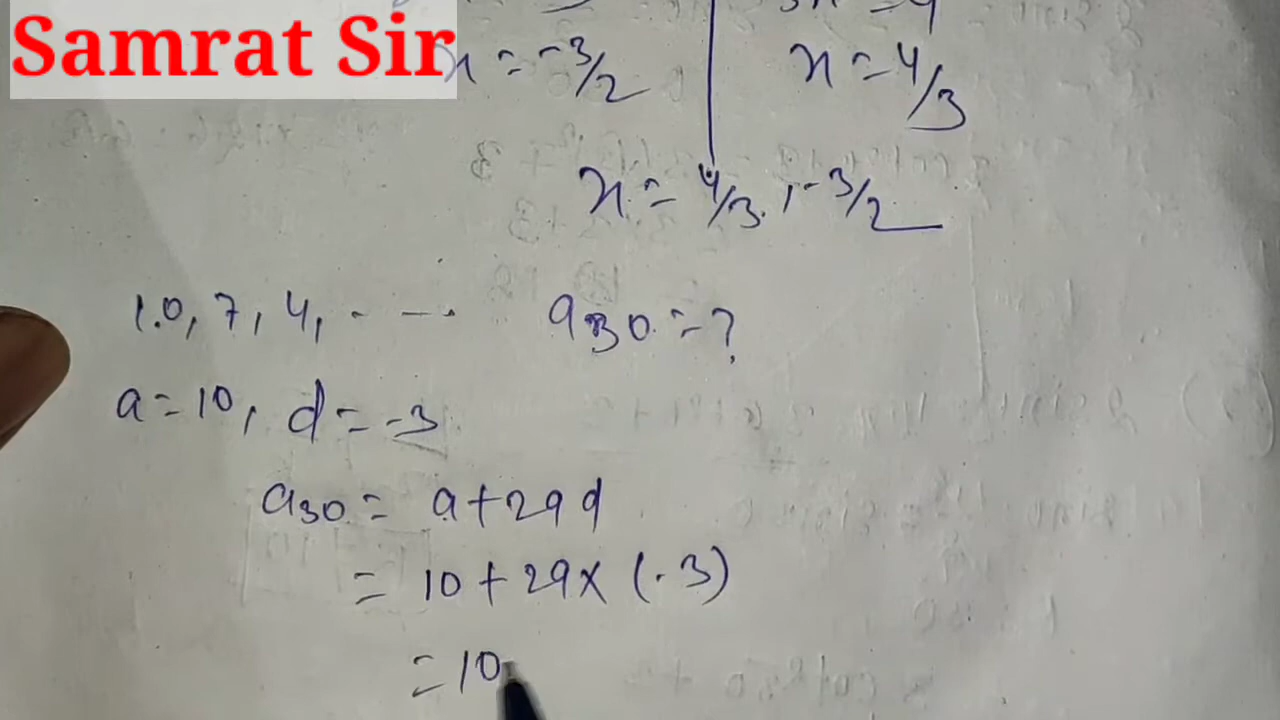 Samrat Sir
x = -3/2
x = 4/3
x = 4/3, -3/2
10, 7, 4, - - - a30 = ?
a = 10, d = -3
a30 = a + 29d
= 10 + 29 x (-3)
= 10